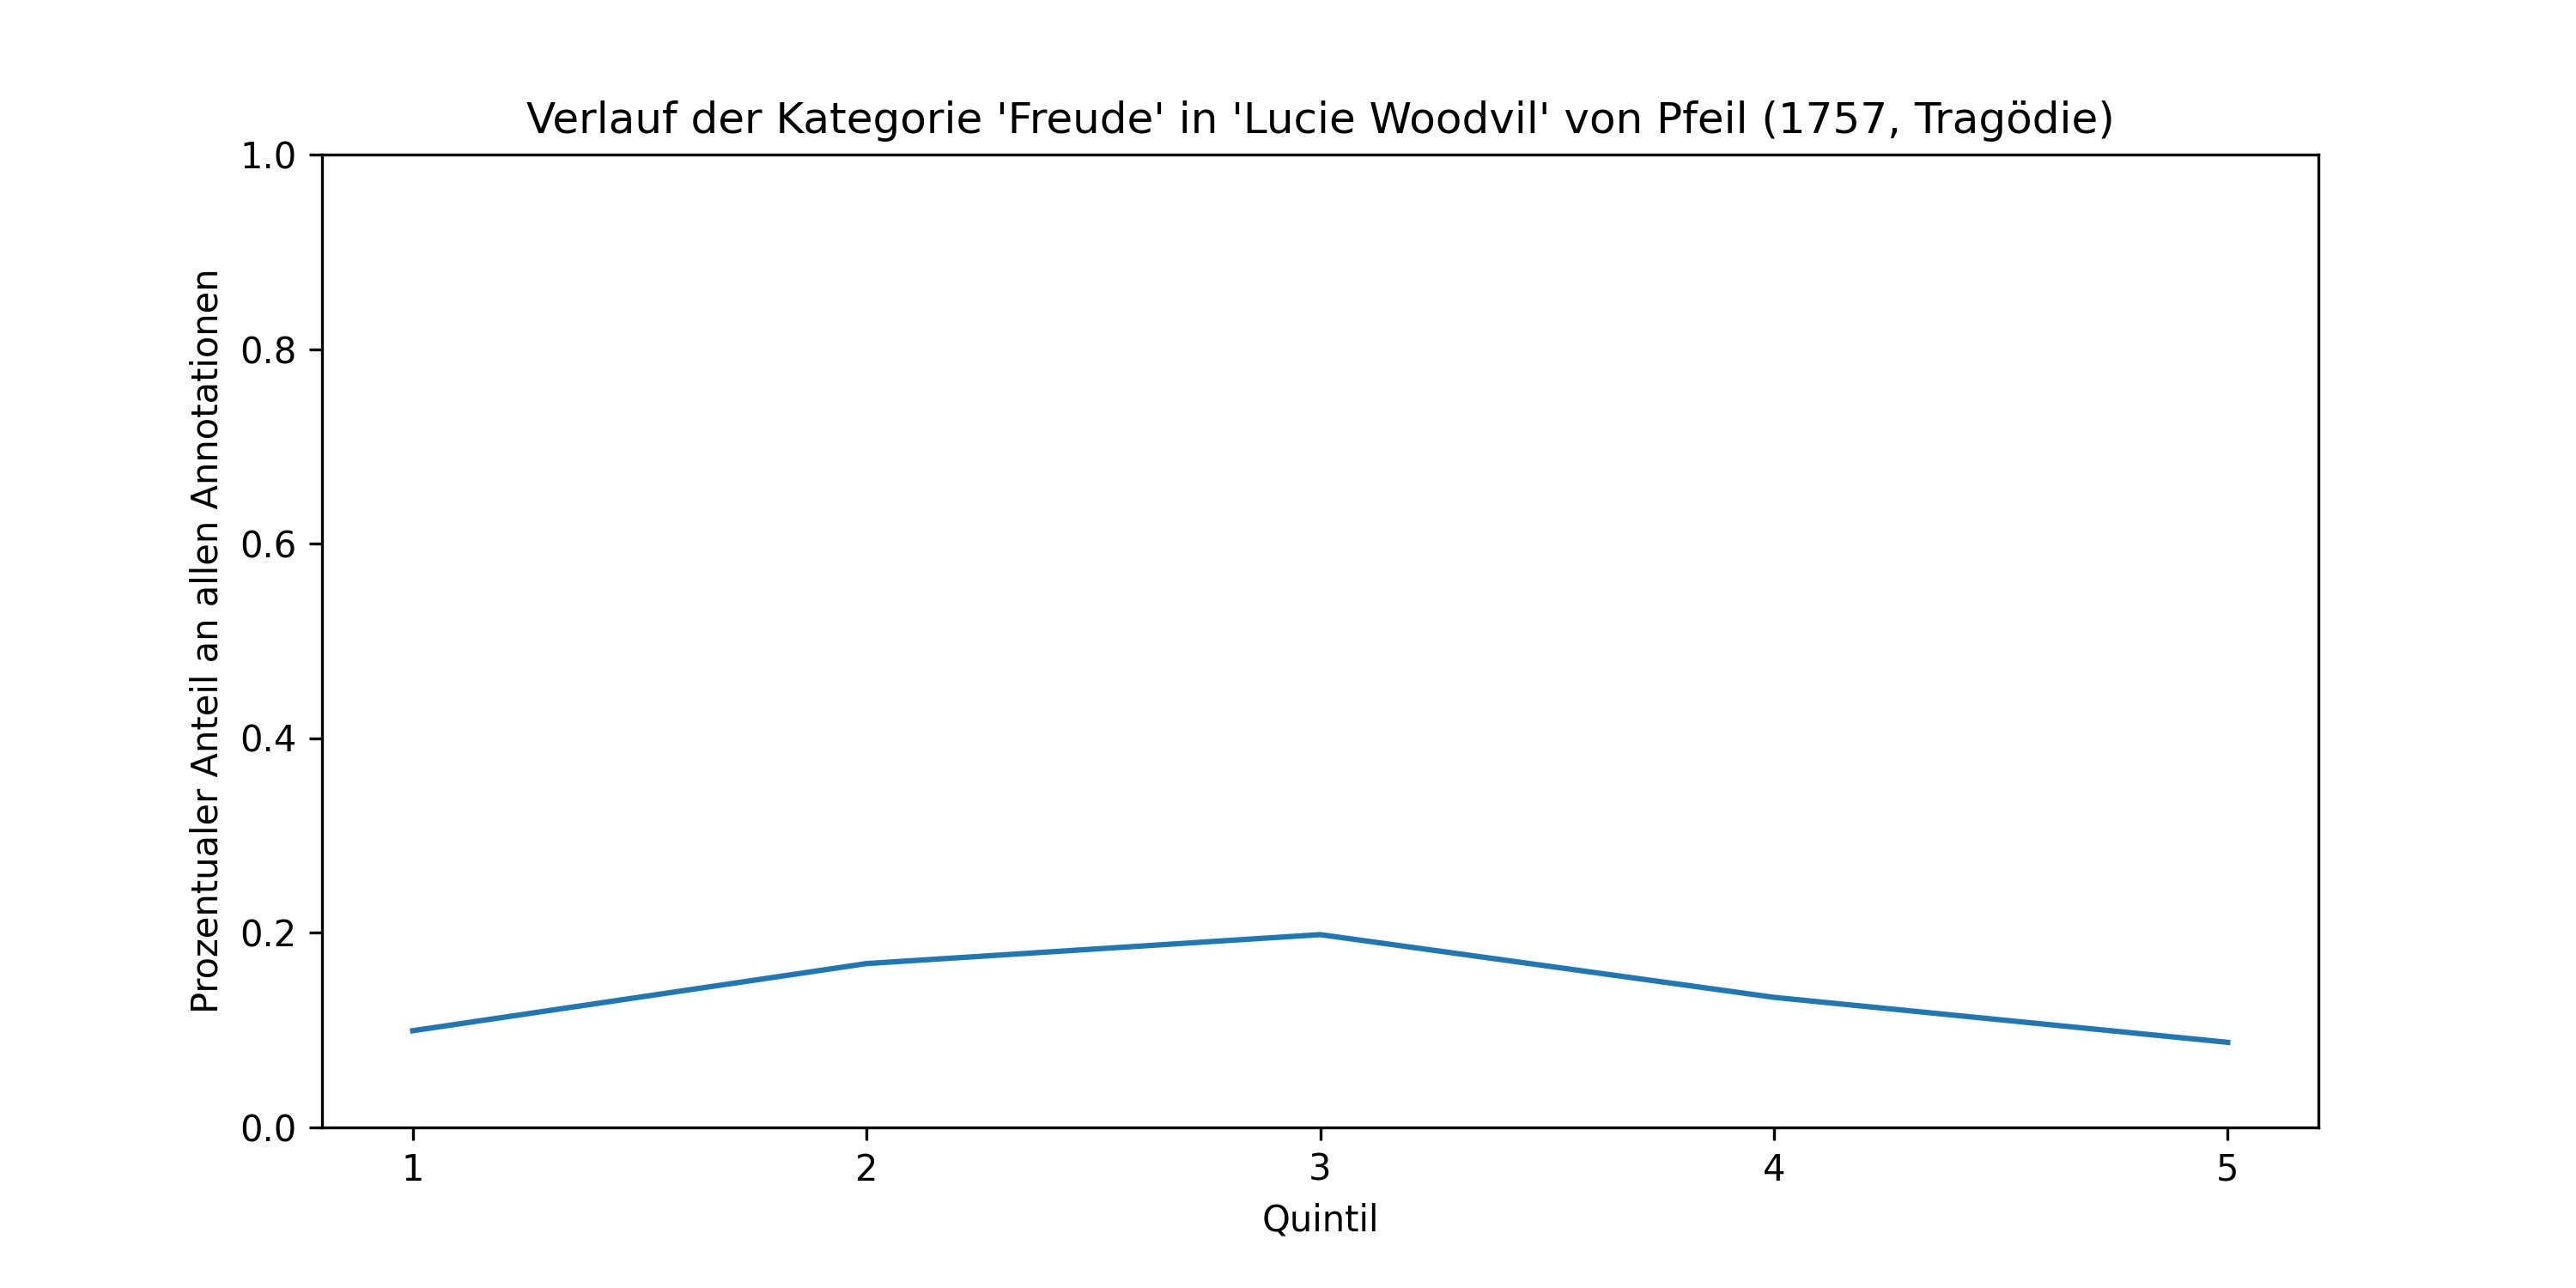 Verlauf der Kategorie 'Freude' in 'Lucie Woodvil' von Pfeil (1757, Tragödie)
Prozentualer Anteil an allen Annotationen
1.0
0.8
0.6
0.4
0.2
0.0
1 2 3 4 5
Quintil